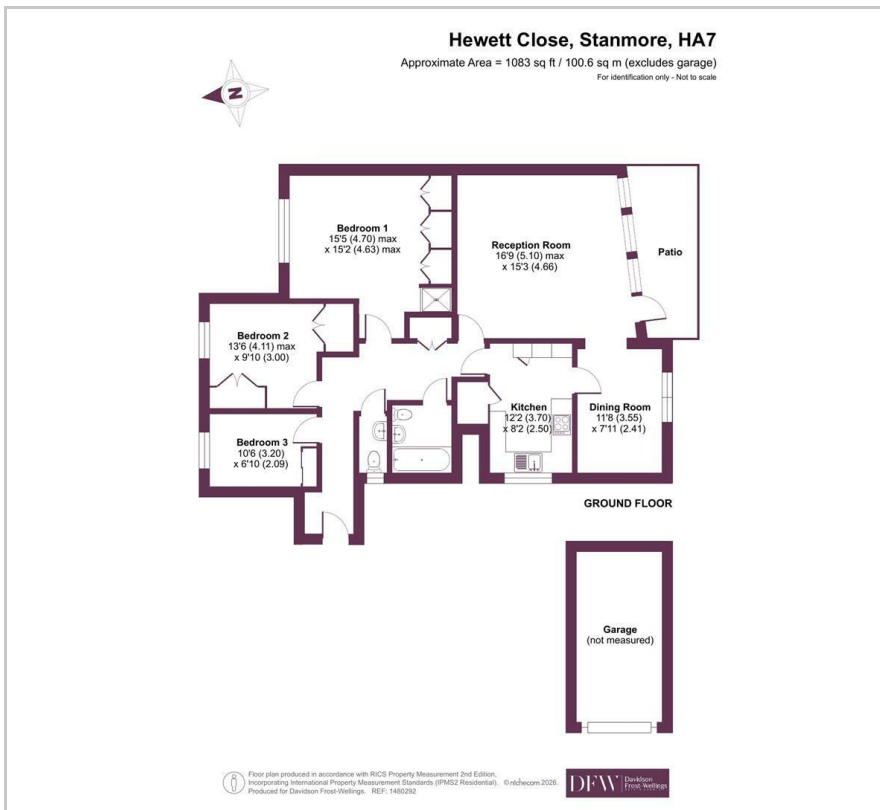 Hewett Close, Stanmore, HA7
Approximate Area = 1083 sq ft / 100.6 sq m (excludes garage)
For identification only - Not to scale
N
Bedroom 1
15'5 (4.70) max
x 15'2 (4.63) max
Reception Room
16'9 (5.10) max
x 15'3 (4.66)
Patio
Bedroom 2
13'6 (4.11) max
x 9'10 (3.00)
Kitchen
12'2 (3.70)
x 8'2 (2.50)
Dining Room
11'8 (3.55)
x 7'11 (2.41)
Bedroom 3
10'6 (3.20)
x 6'10 (2.09)
GROUND FLOOR
Garage
(not measured)
Floor plan produced in accordance with RICS Property Measurement 2nd Edition,
Incorporating International Property Measurement Standards (IPMS2 Residential). © nichecom 2026.
Produced for Davidson Frost-Wellings. REF: 1480292
DFW
Davidson
Frost-Wellings